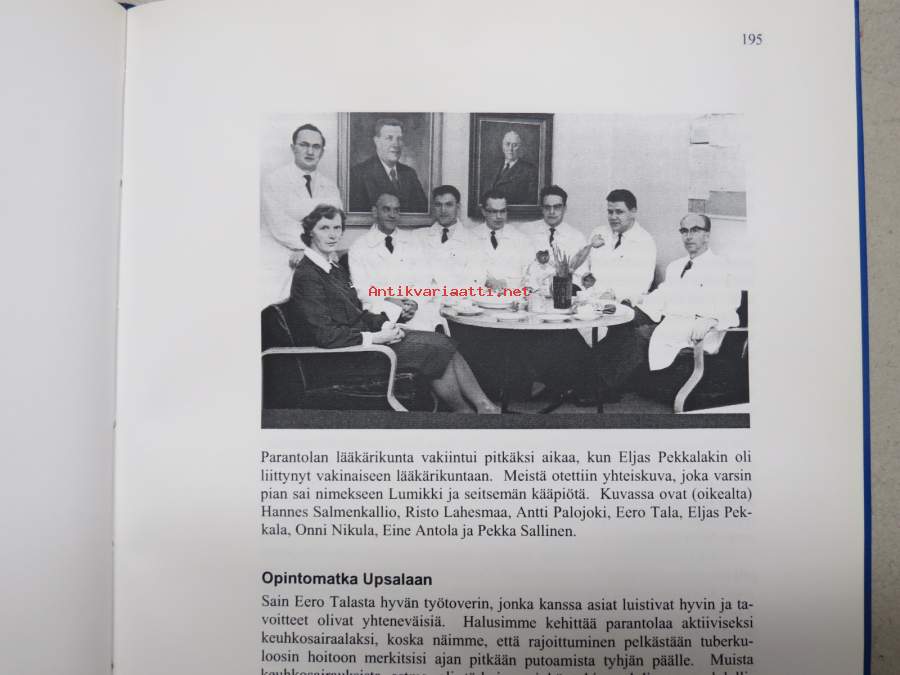 195
Antikvariaatti.net
Parantolan lääkärikunta vakiintui pitkäksi aikaa, kun Eljas Pekkalakin oli
liittynyt vakinaiseen lääkärikuntaan. Meistä otettiin yhteiskuva, joka varsin
pian sai nimekseen Lumikki ja seitsemän kääpiötä. Kuvassa ovat (oikealta)
Hannes Salmenkallio, Risto Lahesmaa, Antti Palojoki, Eero Tala, Eljas Pek-
kala, Onni Nikula, Eine Antola ja Pekka Sallinen.
Opintomatka Upsalaan
Sain Eero Talasta hyvän työtoverin, jonka kanssa asiat luistivat hyvin ja ta-
voitteet olivat yhteneväisiä. Halusimme kehittää parantolaa aktiiviseksi
keuhkosairaalaksi, koska näimme, että rajoittuminen pelkästään tuberku-
loosin hoitoon merkitsisi ajan pitkään putoamista tyhjän päälle. Muista